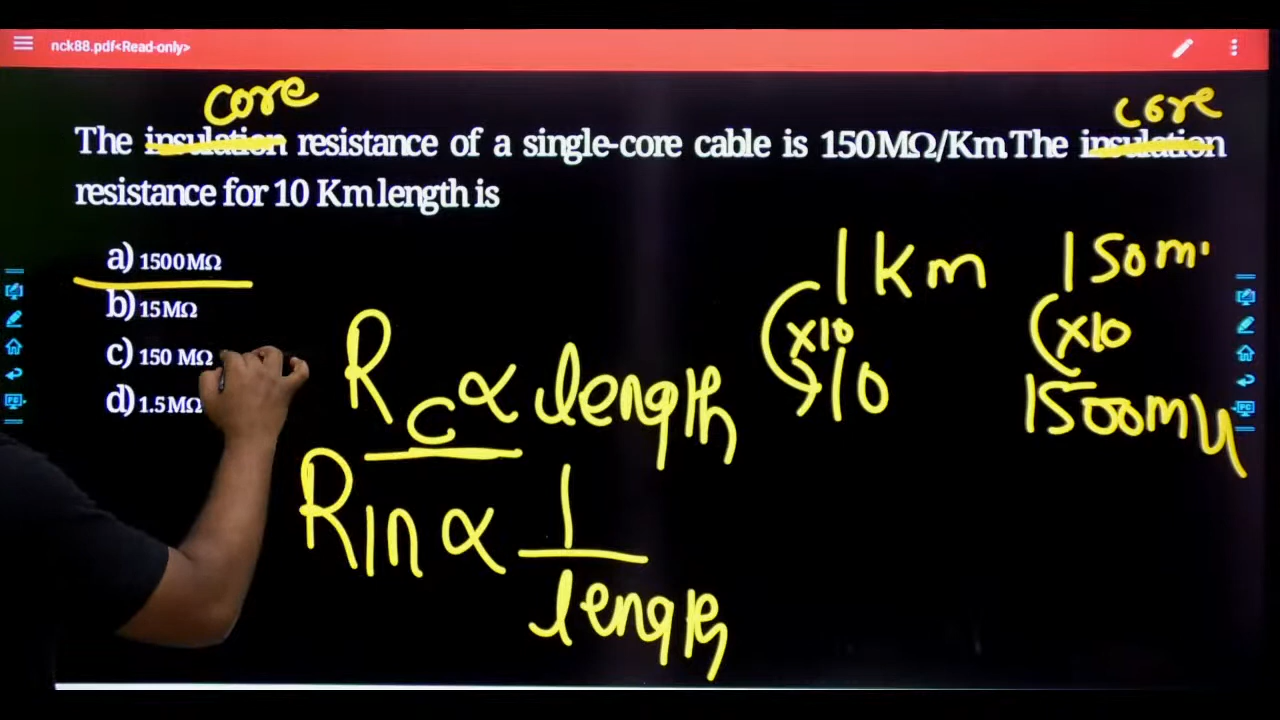 nck88.pdf<Read-only>
core core
The insulation resistance of a single-core cable is 150MΩ/Km.The insulation
resistance for 10 Km length is
a) 1500MΩ
b) 15MΩ
c) 150 MΩ
d) 1.5MΩ
1 Km 150m
×10 ×10
10 1500m
Rc ∝ length
Rin ∝ 1
length